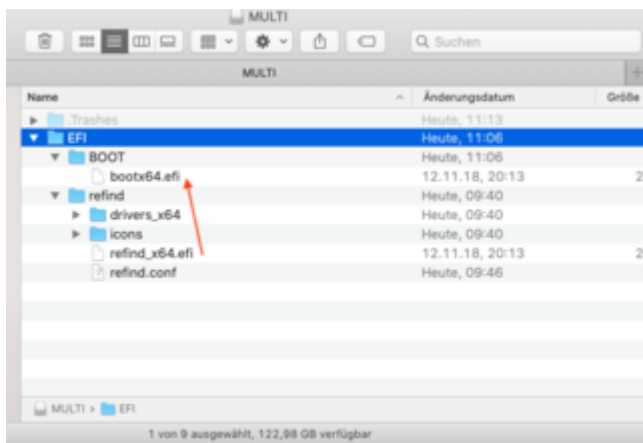 MULTI
Suchen
MULTI
Name Änderungsdatum Größe
.Trashes Heute, 11:13
EFI Heute, 11:06
BOOT Heute, 11:06
bootx64.efi 12.11.18, 20:13 2
refind Heute, 09:40
drivers_x64 Heute, 09:40
icons Heute, 09:40
refind_x64.efi 12.11.18, 20:13 2
refind.conf Heute, 09:46
MULTI › EFI
1 von 9 ausgewählt, 122,98 GB verfügbar